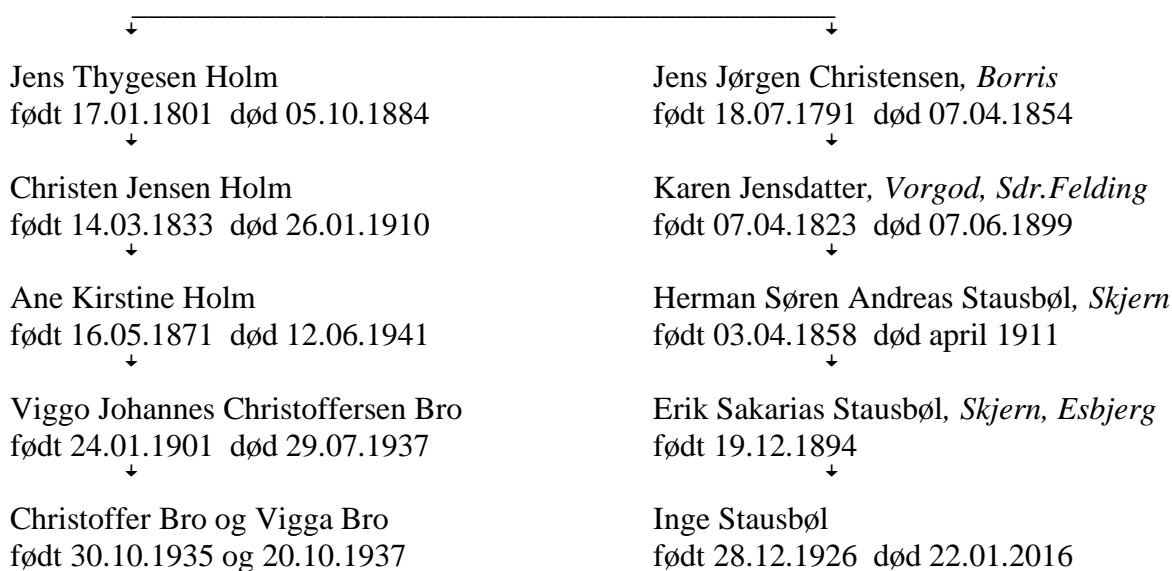 Jens Thygesen Holm
født 17.01.1801 død 05.10.1884
Christen Jensen Holm
født 14.03.1833 død 26.01.1910
Ane Kirstine Holm
født 16.05.1871 død 12.06.1941
Viggo Johannes Christoffersen Bro
født 24.01.1901 død 29.07.1937
Christoffer Bro og Vigga Bro
født 30.10.1935 og 20.10.1937
Jens Jørgen Christensen, Borris
født 18.07.1791 død 07.04.1854
Karen Jensdatter, Vorgod, Sdr.Felding
født 07.04.1823 død 07.06.1899
Herman Søren Andreas Stausbøl, Skjern
født 03.04.1858 død april 1911
Erik Sakarias Stausbøl, Skjern, Esbjerg
født 19.12.1894
Inge Stausbøl
født 28.12.1926 død 22.01.2016